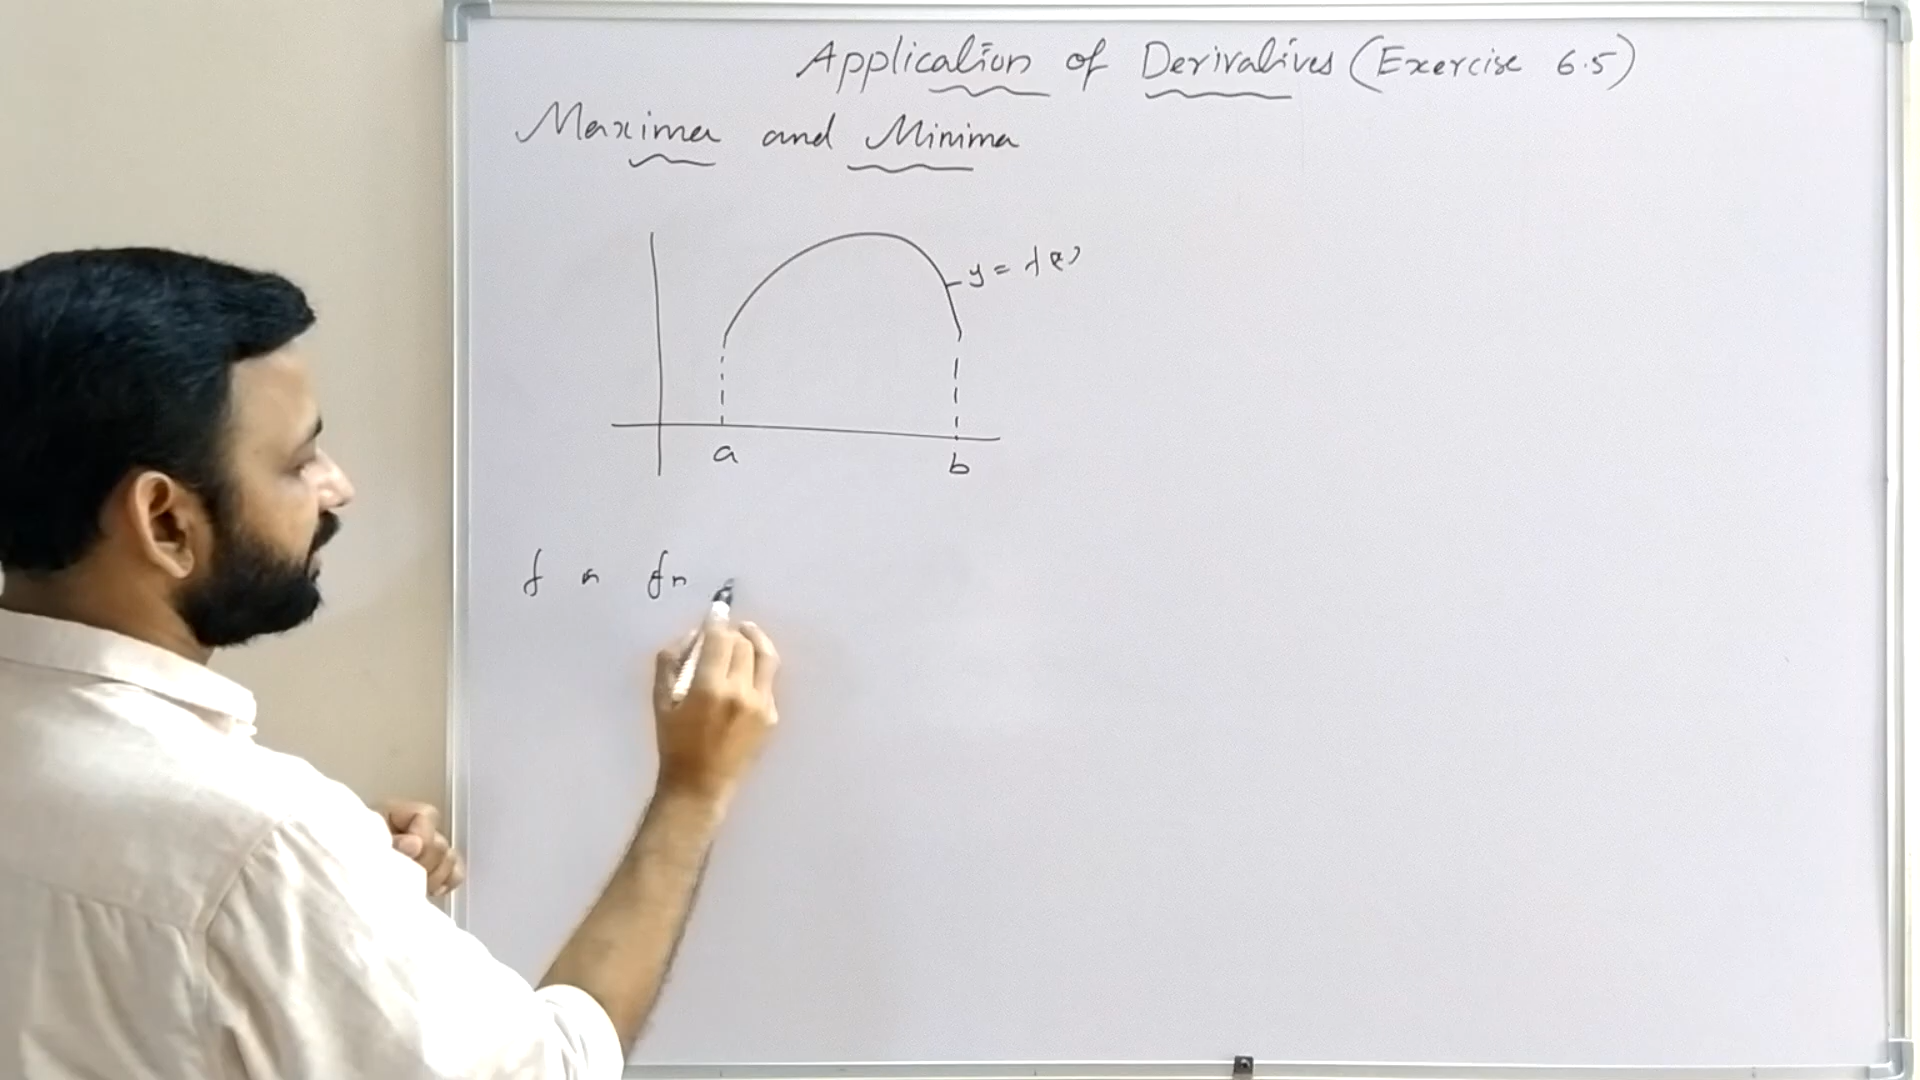 Application of Derivatives (Exercise 6.5)
Maxima and Minima
y = f(x)
a b
f a fn